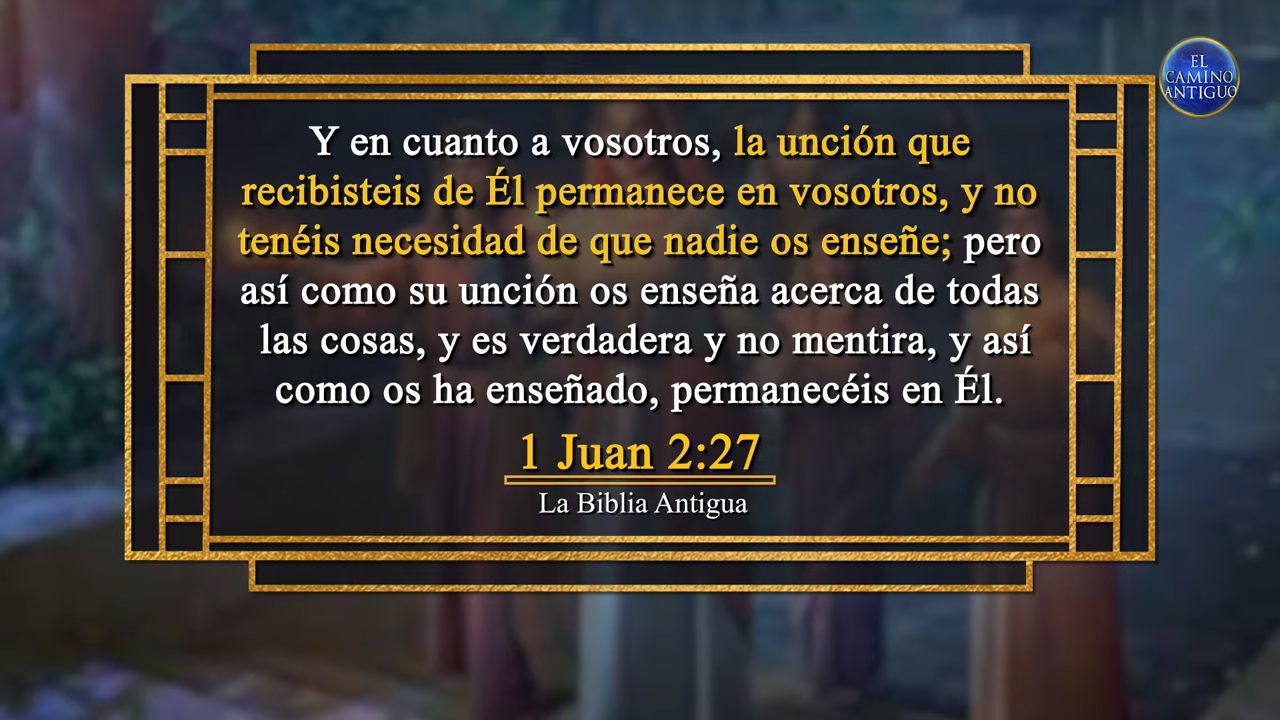 EL
CAMINO
ANTIGUO
Y en cuanto a vosotros, la unción que
recibisteis de Él permanece en vosotros, y no
tenéis necesidad de que nadie os enseñe; pero
así como su unción os enseña acerca de todas
las cosas, y es verdadera y no mentira, y así
como os ha enseñado, permanecéis en Él.
1 Juan 2:27
La Biblia Antigua